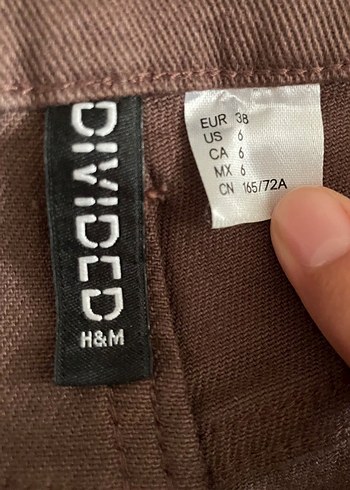 DIVIDED
H&M
EUR 38
US 6
CA 6
MX 6
CN 165/72A